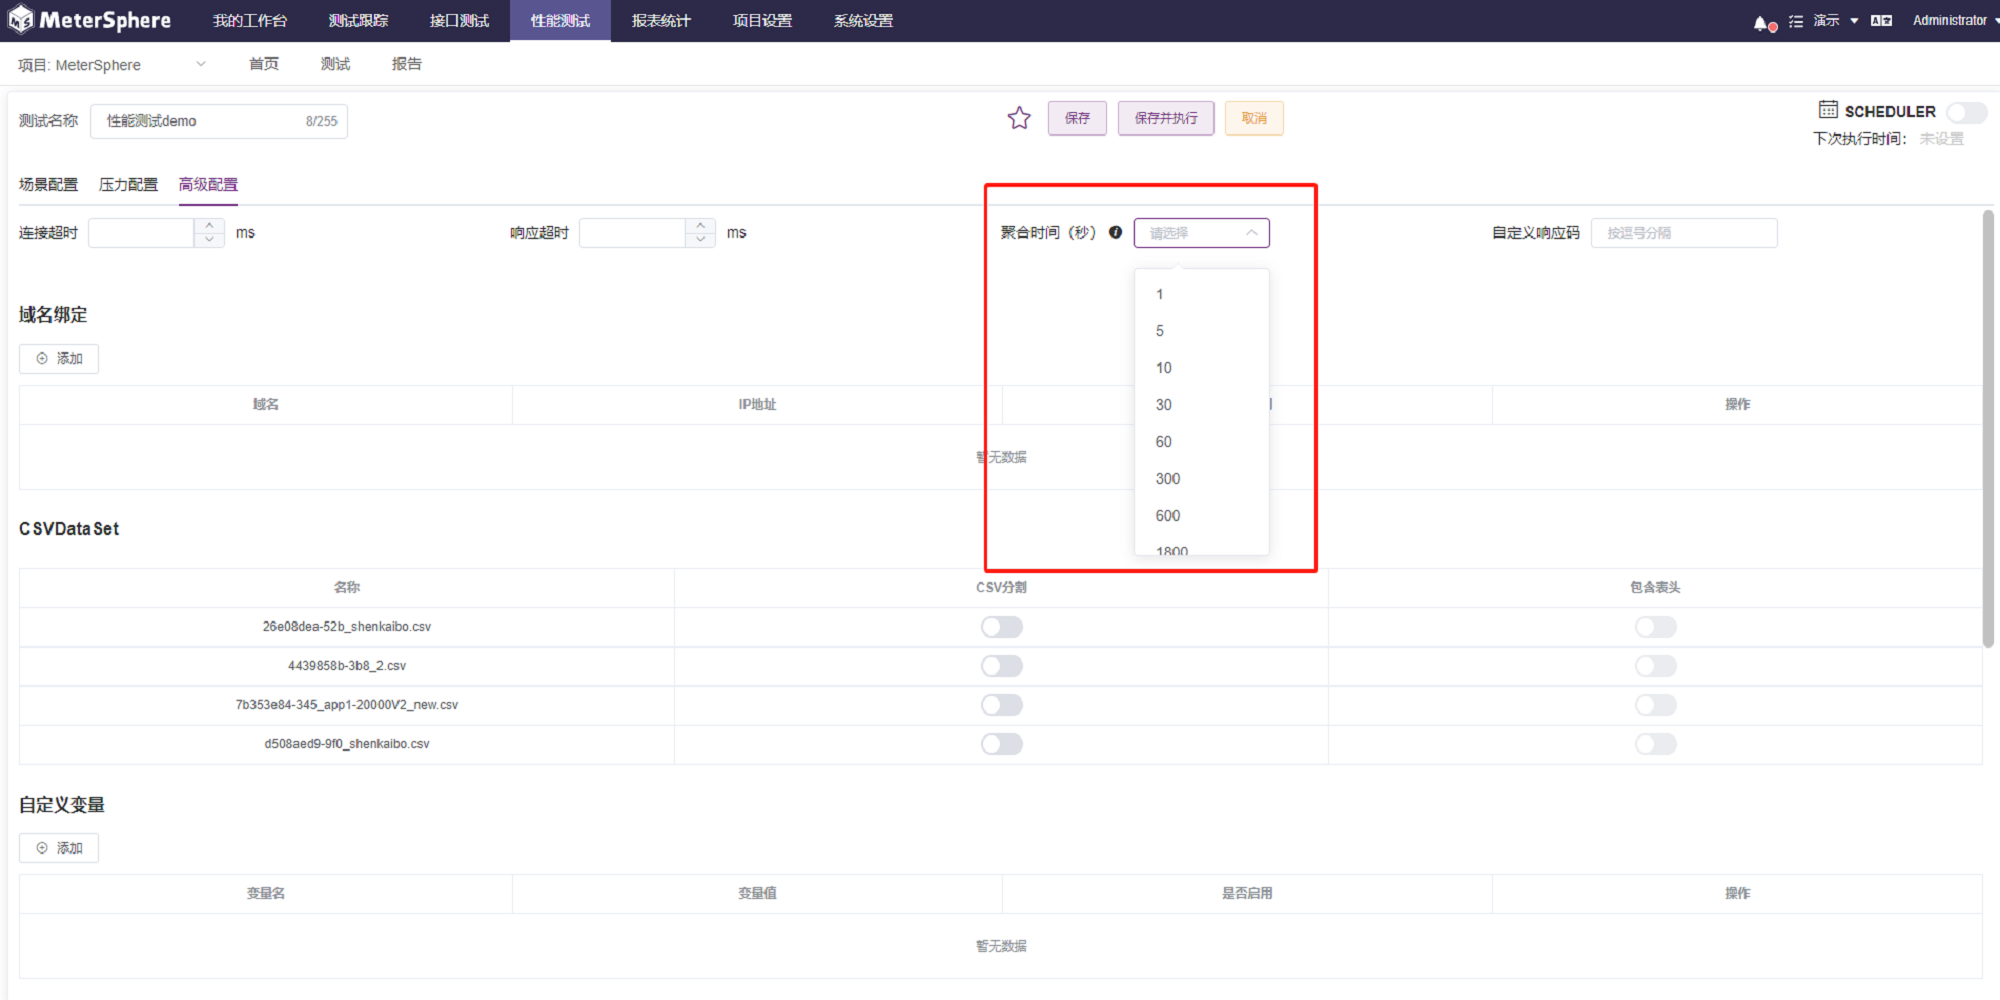 MeterSphere 我的工作台 测试跟踪 接口测试 性能测试 报表统计 项目设置 系统设置 演示 Administrator
项目: MeterSphere 首页 测试 报告
测试名称 性能测试demo 8/255 保存 保存并执行 取消 SCHEDULER
下次执行时间: 未设置
场景配置 压力配置 高级配置
连接超时 ms 响应超时 ms 聚合时间（秒） 请选择 自定义响应码 按逗号分隔
1
5
10
30
60
300
600
1800
域名绑定
添加
域名 IP地址 操作
暂无数据
CSVDataSet
名称 CSV分割 包含表头
26e08dea-52b_shenkaibo.csv
4439858b-3b8_2.csv
7b353e84-345_app1-20000V2_new.csv
d508aed9-9f0_shenkaibo.csv
自定义变量
添加
变量名 变量值 是否启用 操作
暂无数据